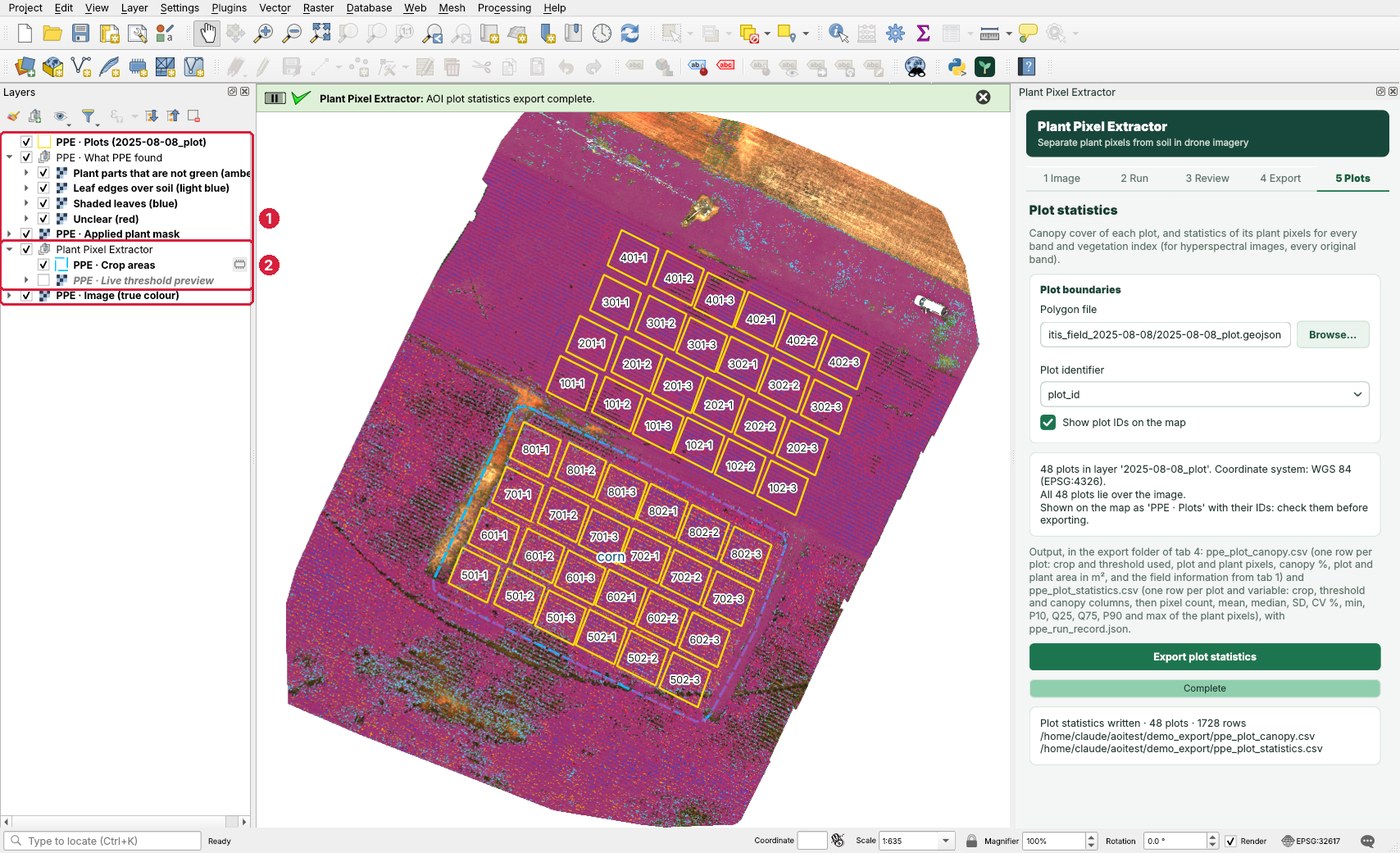 Project Edit View Layer Settings Plugins Vector Raster Database Web Mesh Processing Help
Layers
PPE · Plots (2025-08-08_plot)
PPE · What PPE found
Plant parts that are not green (ambe
Leaf edges over soil (light blue)
Shaded leaves (blue)
Unclear (red)
PPE · Applied plant mask
Plant Pixel Extractor
PPE · Crop areas
PPE · Live threshold preview
PPE · Image (true colour)
1
2
Plant Pixel Extractor: AOI plot statistics export complete.
401-1
401-2
401-3
402-1
402-2
402-3
301-1
301-2
301-3
302-1
302-2
302-3
201-1
201-2
201-3
202-1
202-2
202-3
101-1
101-2
101-3
102-1
102-2
102-3
801-1
801-2
801-3
802-1
802-2
802-3
701-1
701-2
701-3
702-1
702-2
702-3
corn
601-1
601-2
601-3
602-1
602-2
602-3
501-1
501-2
501-3
502-1
502-2
502-3
Plant Pixel Extractor
Plant Pixel Extractor
Separate plant pixels from soil in drone imagery
1 Image 2 Run 3 Review 4 Export 5 Plots
Plot statistics
Canopy cover of each plot, and statistics of its plant pixels for every
band and vegetation index (for hyperspectral images, every original
band).
Plot boundaries
Polygon file
itis_field_2025-08-08/2025-08-08_plot.geojson
Browse...
Plot identifier
plot_id
Show plot IDs on the map
48 plots in layer '2025-08-08_plot'. Coordinate system: WGS 84
(EPSG:4326).
All 48 plots lie over the image.
Shown on the map as 'PPE · Plots' with their IDs: check them before
exporting.
Output, in the export folder of tab 4: ppe_plot_canopy.csv (one row per
plot: crop and threshold used, plot and plant pixels, canopy %, plot and
plant area in m², and the field information from tab 1) and
ppe_plot_statistics.csv (one row per plot and variable: crop, threshold
and canopy columns, then pixel count, mean, median, SD, CV %, min,
P10, Q25, Q75, P90 and max of the plant pixels), with
ppe_run_record.json.
Export plot statistics
Complete
Plot statistics written · 48 plots · 1728 rows
/home/claude/aoitest/demo_export/ppe_plot_canopy.csv
/home/claude/aoitest/demo_export/ppe_plot_statistics.csv
Type to locate (Ctrl+K)
Ready
Coordinate
Scale 1:635
Magnifier 100%
Rotation 0.0 °
Render
EPSG:32617